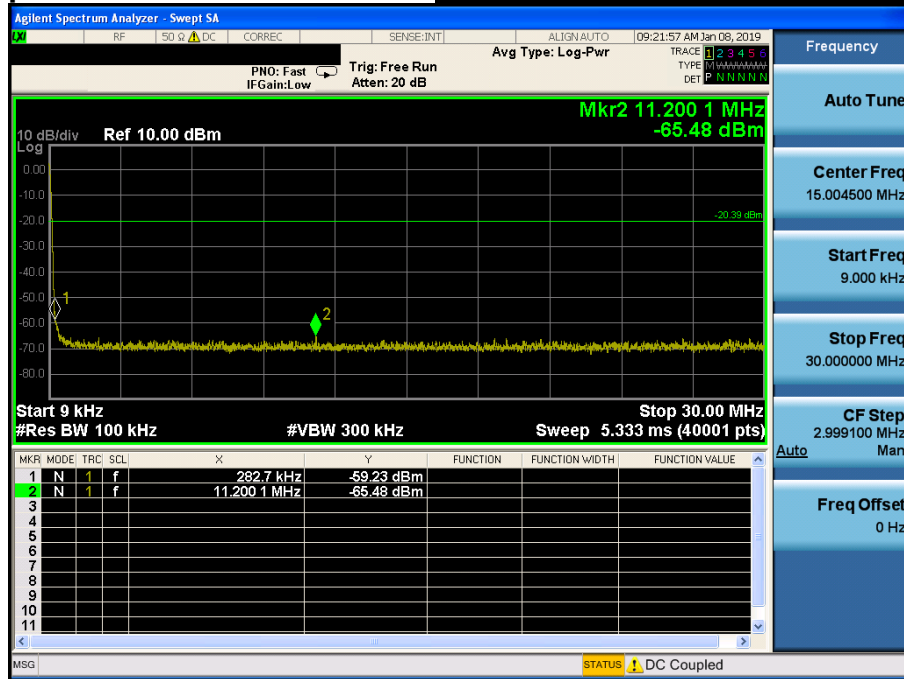 Agilent Spectrum Analyzer - Swept SA
LXI RF 50 Ω DC CORREC SENSE:INT ALIGN AUTO 09:21:57 AM Jan 08, 2019
Frequency
PNO: Fast
IFGain:Low
Trig: Free Run
Atten: 20 dB
Avg Type: Log-Pwr
TRACE 1 2 3 4 5 6
TYPE M WWWWW
DET P N N N N N
Auto Tune
Mkr2 11.200 1 MHz
-65.48 dBm
10 dB/div Ref 10.00 dBm
Log
0.00
-10.0
-20.0
-30.0
-40.0
-50.0
-60.0
-70.0
-80.0
-20.39 dBm
1
2
Center Freq
15.004500 MHz
Start Freq
9.000 kHz
Stop Freq
30.000000 MHz
CF Step
2.999100 MHz
Auto Man
Freq Offset
0 Hz
Start 9 kHz Stop 30.00 MHz
#Res BW 100 kHz #VBW 300 kHz Sweep 5.333 ms (40001 pts)
MKR MODE TRC SCL X Y FUNCTION FUNCTION WIDTH FUNCTION VALUE
1 N 1 f 282.7 kHz -59.23 dBm
2 N 1 f 11.200 1 MHz -65.48 dBm
3
4
5
6
7
8
9
10
11
MSG STATUS DC Coupled